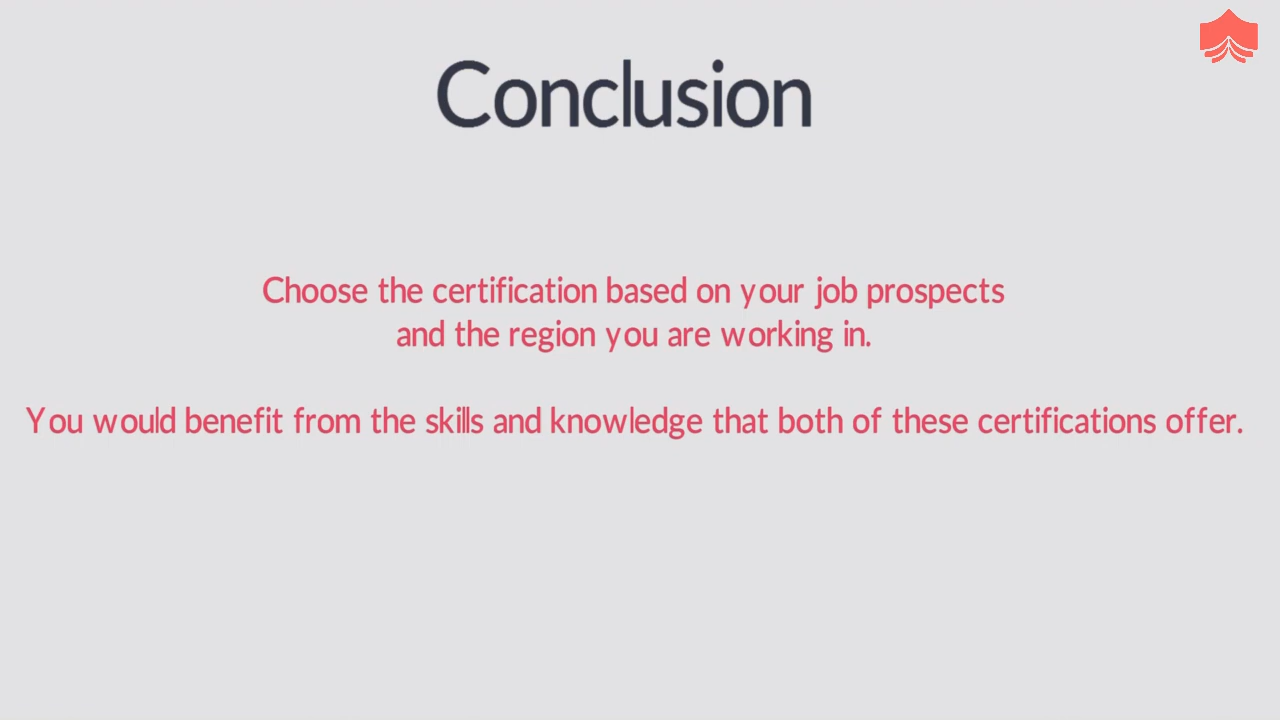 Conclusion
Choose the certification based on your job prospects
and the region you are working in.
You would benefit from the skills and knowledge that both of these certifications offer.